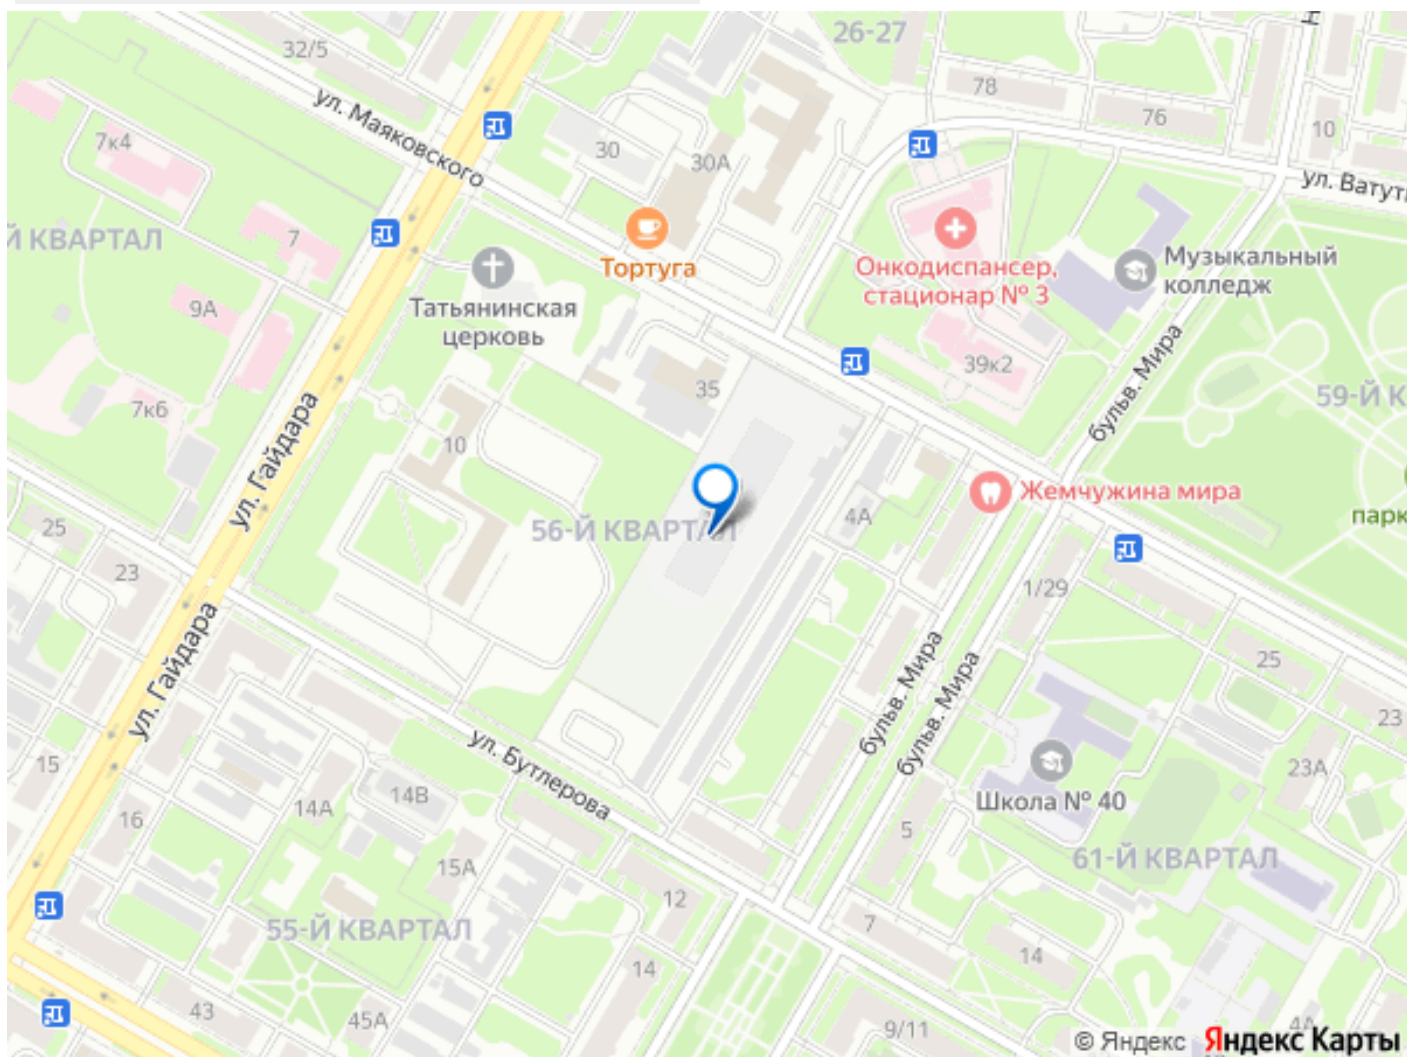 26-27
32/5
ул. Маяковского
78
76
10
30
30А
7к4
ул. Ватут
Й КВАРТАЛ
7
Тортуга
Онкодиспансер,
стационар № 3
Музыкальный
колледж
9А
Татьянинская
церковь
бульв. Мира
39к2
35
7к6
59-Й К
ул. Гайдара
10
Жемчужина мира
парк
25
56-Й КВАРТАЛ
4А
23
1/29
ул. Гайдара
бульв. Мира
бульв. Мира
25
23
15
ул. Бутлерова
23А
14А
14В
16
Школа № 40
5
61-Й КВАРТАЛ
15А
12
7
55-Й КВАРТАЛ
14
14
43
45А
9/11
4А
© Яндекс Яндекс Карты